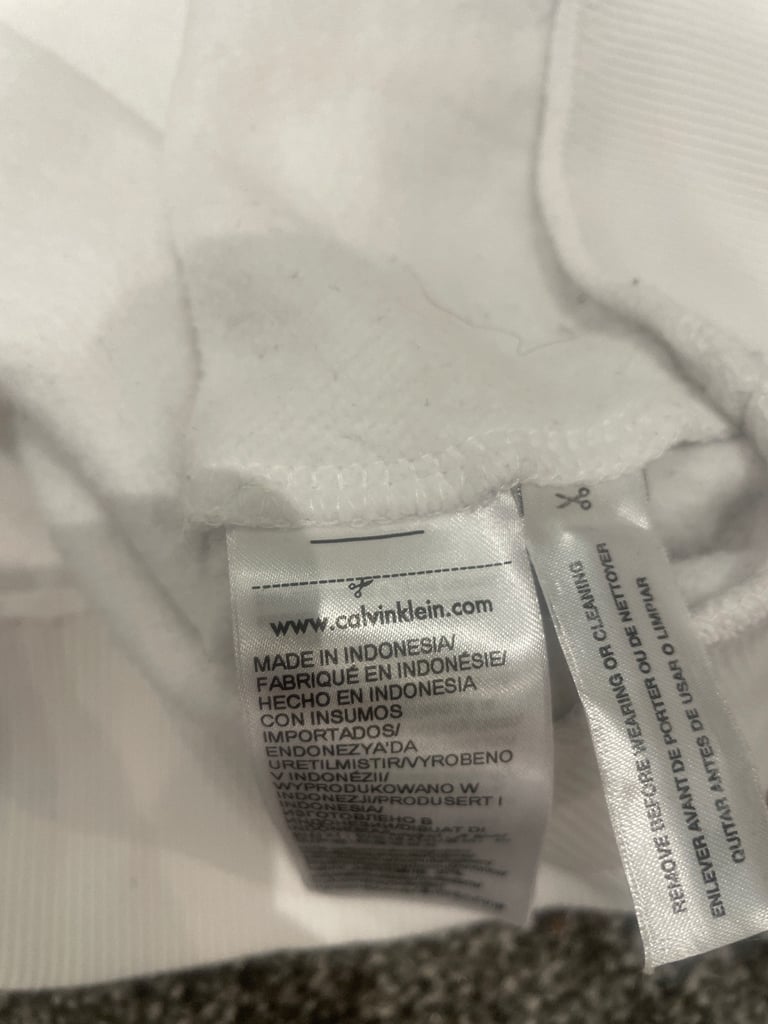 www.calvinklein.com
MADE IN INDONESIA/
FABRIQUÉ EN INDONÉSIE/
HECHO EN INDONESIA
CON INSUMOS
IMPORTADOS/
ENDONEZYA'DA
URETILMISTIR/VYROBENO
V INDONÉZII/
WYPRODUKOWANO W
INDONEZJI/PRODUSERT I
INDONESIA/
ИЗГОТОВЛЕНО В
REMOVE BEFORE WEARING OR CLEANING
ENLEVER AVANT DE PORTER OU DE NETTOYER
QUITAR ANTES DE USAR O LIMPIAR